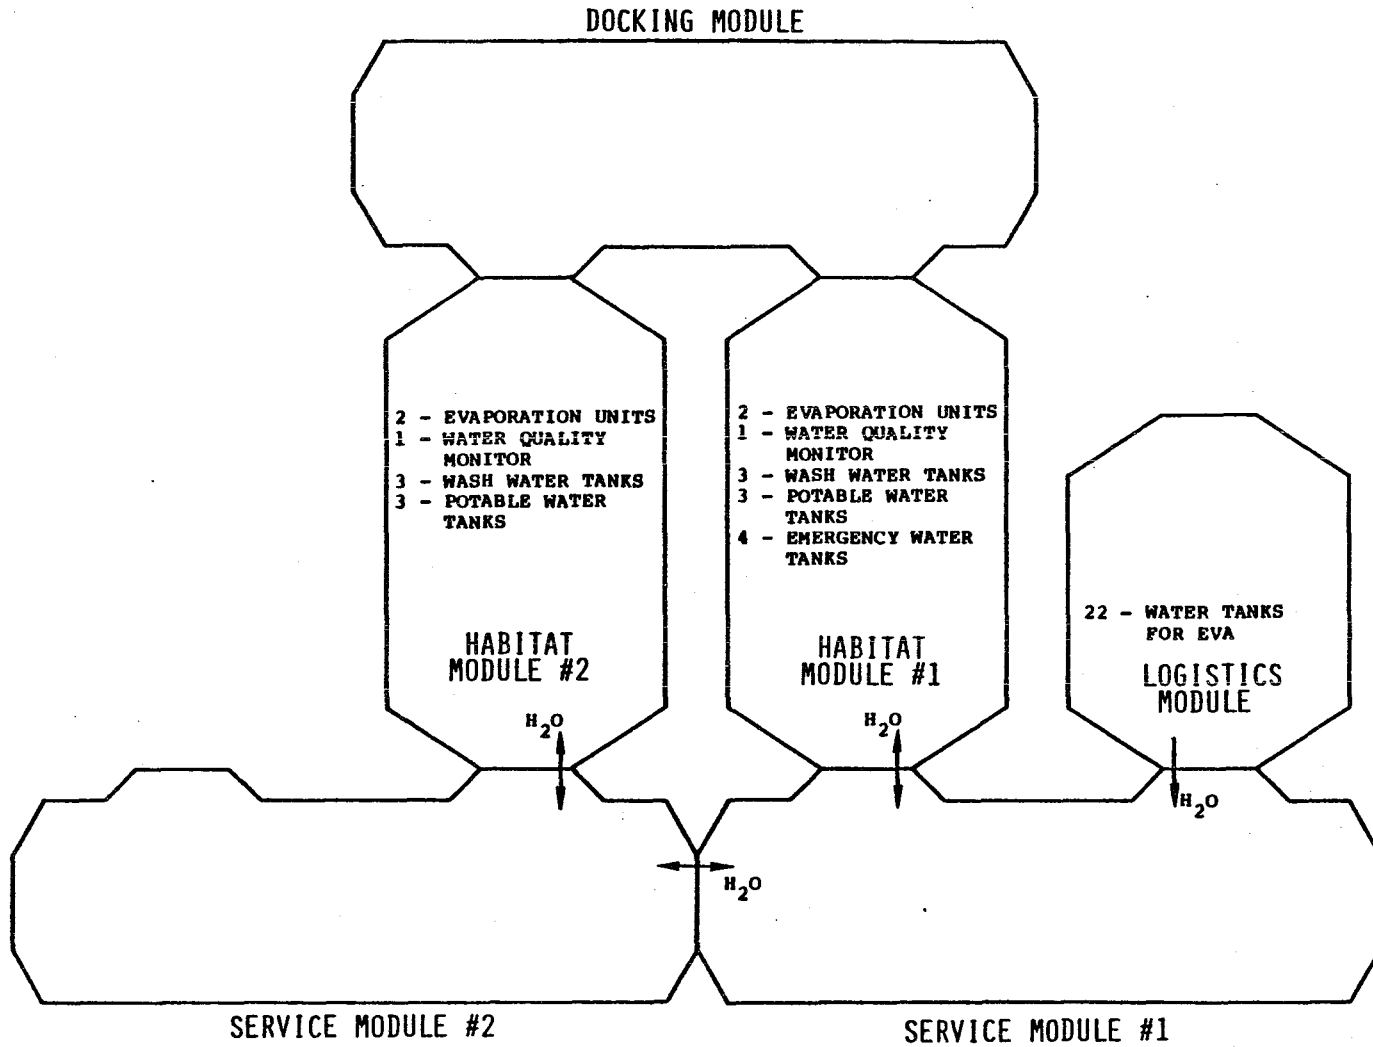 DOCKING MODULE
2 - EVAPORATION UNITS
1 - WATER QUALITY
MONITOR
3 - WASH WATER TANKS
3 - POTABLE WATER
TANKS
HABITAT
MODULE #2
H₂O
2 - EVAPORATION UNITS
1 - WATER QUALITY
MONITOR
3 - WASH WATER TANKS
3 - POTABLE WATER
TANKS
4 - EMERGENCY WATER
TANKS
HABITAT
MODULE #1
H₂O
22 - WATER TANKS
FOR EVA
LOGISTICS
MODULE
H₂O
H₂O
SERVICE MODULE #2
SERVICE MODULE #1